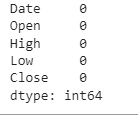 Date 0
Open 0
High 0
Low 0
Close 0
dtype: int64